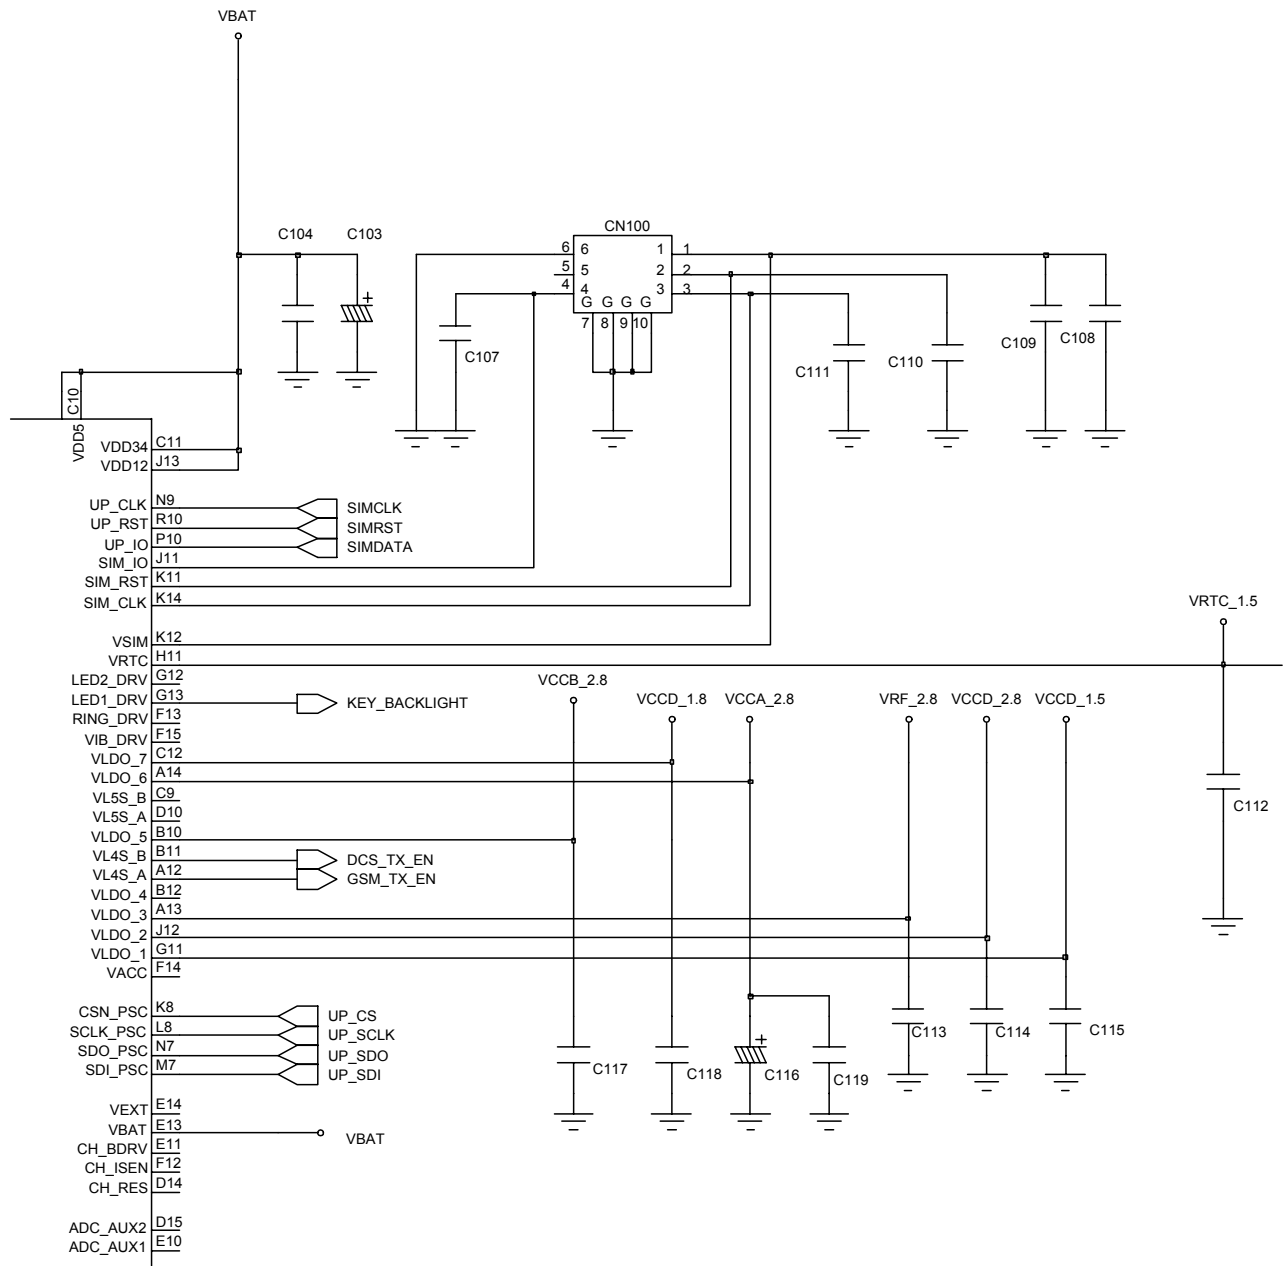 VBAT
C104 C103
CN100
6 6 1 1
5 5 2 2
4 4 3 3
G G G G
7 8 9 10
C107
C111
C110
C109
C108
C10
VDD5
VDD34 C11
VDD12 J13
UP_CLK N9 SIMCLK
UP_RST R10 SIMRST
UP_IO P10 SIMDATA
SIM_IO J11
SIM_RST K11
SIM_CLK K14
VSIM K12
VRTC H11
VRTC_1.5
LED2_DRV G12
LED1_DRV G13 KEY_BACKLIGHT
RING_DRV F13
VIB_DRV F15
VCCB_2.8 VCCD_1.8 VCCA_2.8 VRF_2.8 VCCD_2.8 VCCD_1.5
VLDO_7 C12
VLDO_6 A14
VL5S_B C9
VL5S_A D10
C112
VLDO_5 B10
VL4S_B B11 DCS_TX_EN
VL4S_A A12 GSM_TX_EN
VLDO_4 B12
VLDO_3 A13
VLDO_2 J12
VLDO_1 G11
VACC F14
CSN_PSC K8 UP_CS
SCLK_PSC L8 UP_SCLK
SDO_PSC N7 UP_SDO
SDI_PSC M7 UP_SDI
C113 C114 C115
C117 C118 C116 C119
VEXT E14
VBAT E13 VBAT
CH_BDRV E11
CH_ISEN F12
CH_RES D14
ADC_AUX2 D15
ADC_AUX1 E10
+
+